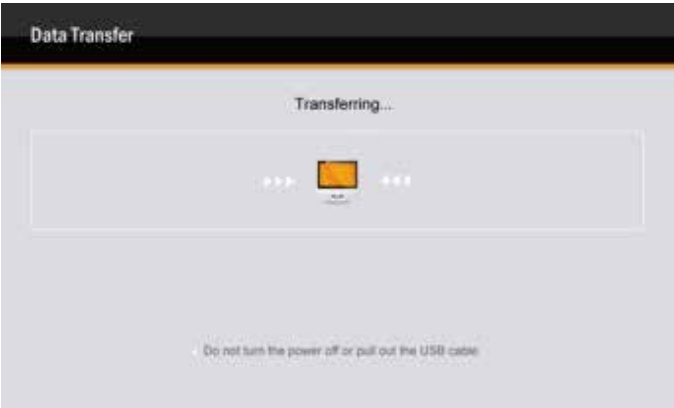 Data Transfer
Transferring...
Do not turn the power off or pull out the USB cable.